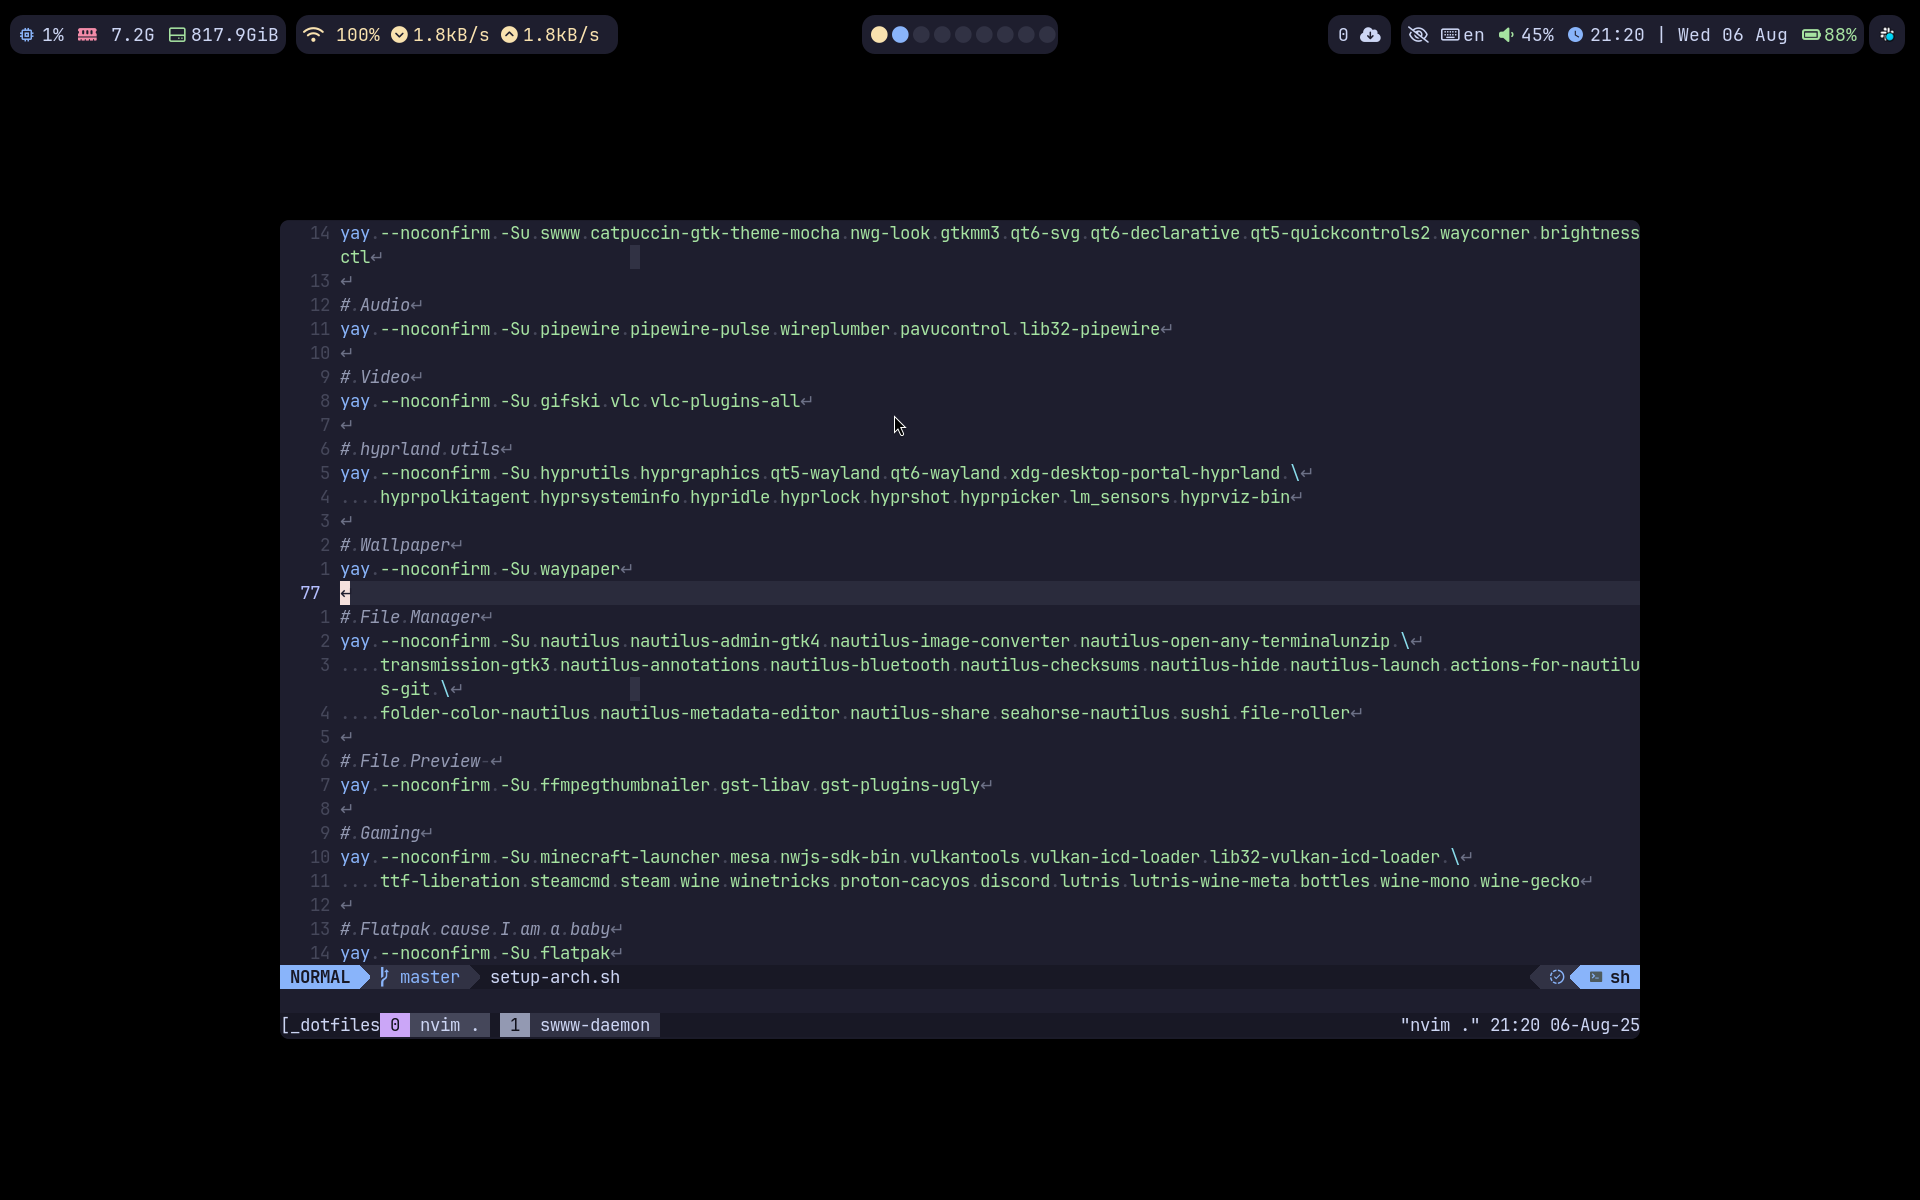 1% 7.2G 817.9GiB 100% 1.8kB/s 1.8kB/s 0 en 45% 21:20 | Wed 06 Aug 88%
14 yay --noconfirm -Su swww catpuccin-gtk-theme-mocha nwg-look gtkmm3 qt6-svg qt6-declarative qt5-quickcontrols2 waycorner brightness
ctl↵
13 ↵
12 # Audio↵
11 yay --noconfirm -Su pipewire pipewire-pulse wireplumber pavucontrol lib32-pipewire↵
10 ↵
9 # Video↵
8 yay --noconfirm -Su gifski vlc vlc-plugins-all↵
7 ↵
6 # hyprland utils↵
5 yay --noconfirm -Su hyprutils hyprgraphics qt5-wayland qt6-wayland xdg-desktop-portal-hyprland \↵
4 ....hyprpolkitagent hyprsysteminfo hypridle hyprlock hyprshot hyprpicker lm_sensors hyprviz-bin↵
3 ↵
2 # Wallpaper↵
1 yay --noconfirm -Su waypaper↵
77 ↵
1 # File Manager↵
2 yay --noconfirm -Su nautilus nautilus-admin-gtk4 nautilus-image-converter nautilus-open-any-terminalunzip \↵
3 ....transmission-gtk3 nautilus-annotations nautilus-bluetooth nautilus-checksums nautilus-hide nautilus-launch actions-for-nautilu
s-git \↵
4 ....folder-color-nautilus nautilus-metadata-editor nautilus-share seahorse-nautilus sushi file-roller↵
5 ↵
6 # File Preview-↵
7 yay --noconfirm -Su ffmpegthumbnailer gst-libav gst-plugins-ugly↵
8 ↵
9 # Gaming↵
10 yay --noconfirm -Su minecraft-launcher mesa nwjs-sdk-bin vulkantools vulkan-icd-loader lib32-vulkan-icd-loader \↵
11 ....ttf-liberation steamcmd steam wine winetricks proton-cacyos discord lutris lutris-wine-meta bottles wine-mono wine-gecko↵
12 ↵
13 # Flatpak cause I am a baby↵
14 yay --noconfirm -Su flatpak↵
NORMAL master setup-arch.sh sh
[_dotfiles 0 nvim . 1 swww-daemon "nvim ." 21:20 06-Aug-25